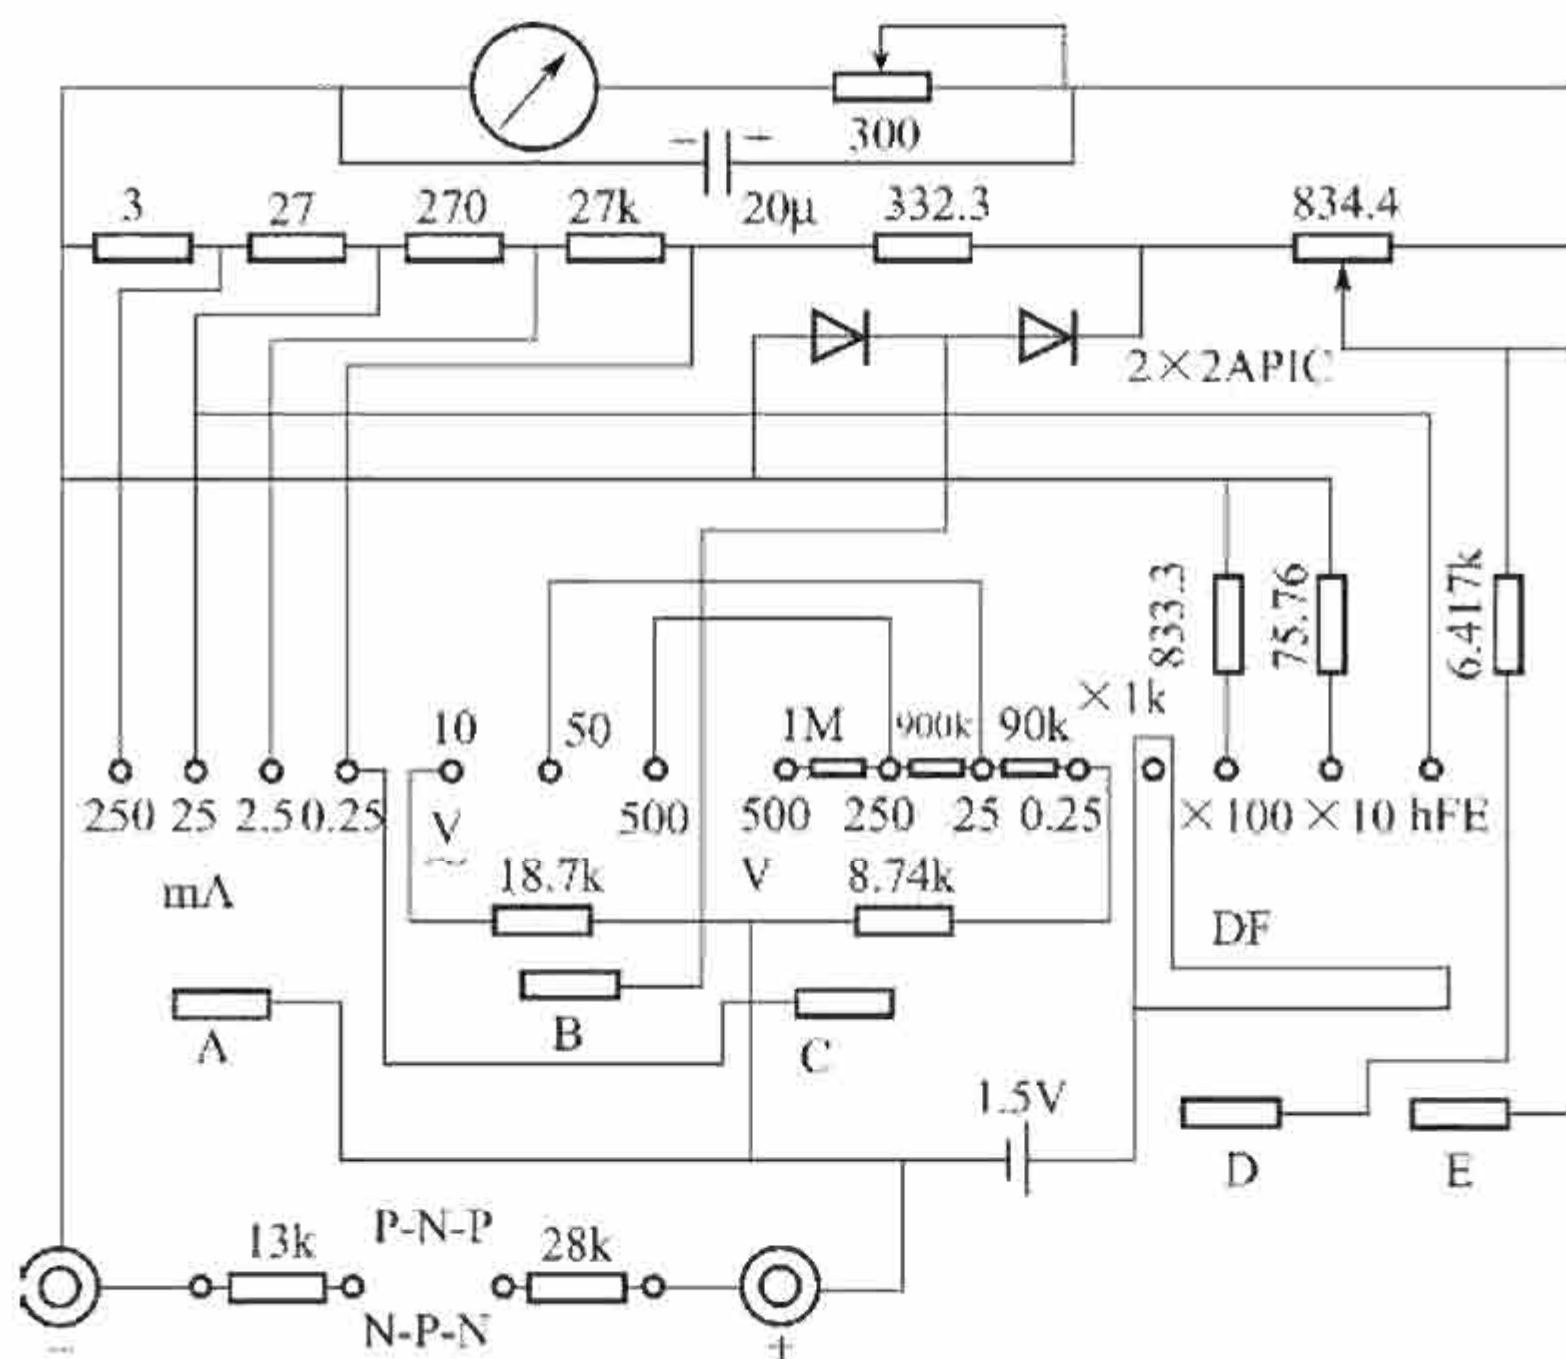 − + 300
3 27 270 27k 20μ 332.3 834.4
2×2APIC
833.3 75.76 6.417k
10 50 1M 900k 90k ×1k
250 25 2.5 0.25 V 500 500 250 25 0.25 ×100 ×10 hFE
~
mA 18.7k V 8.74k
DF
A B C
1.5V
D E
P-N-P
13k 28k
N-P-N
− +